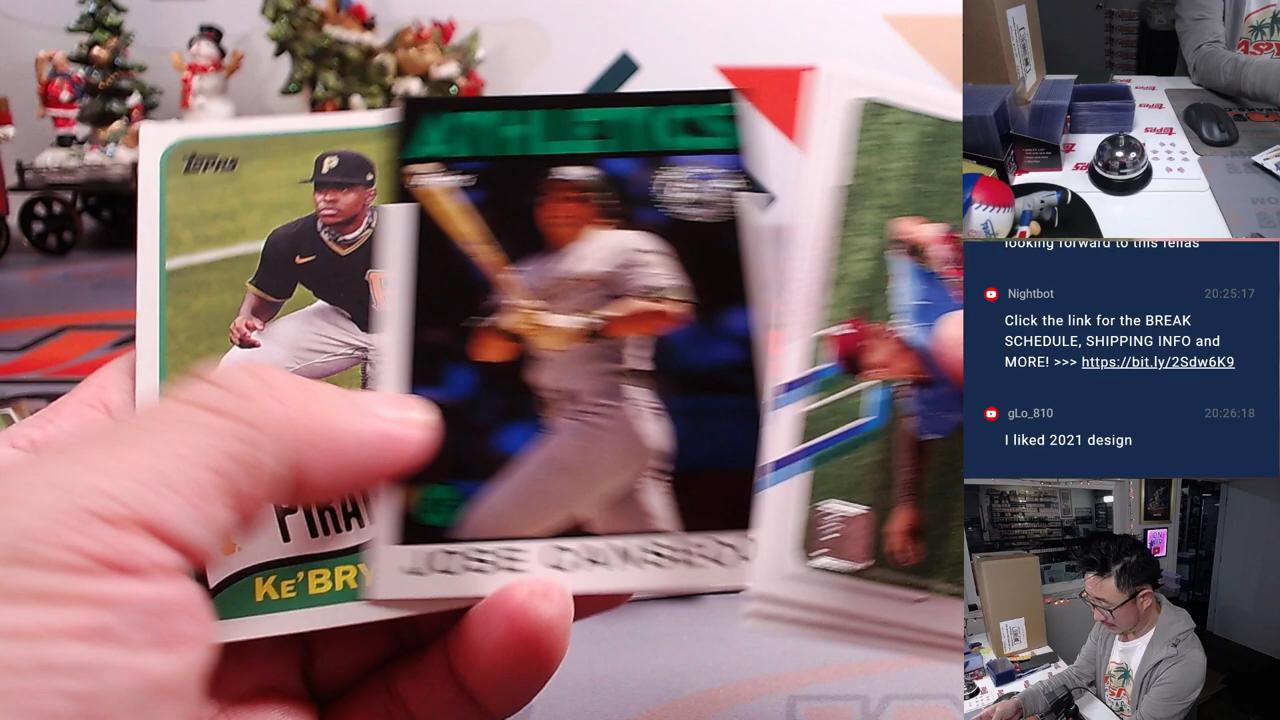 Topps
PIRA
KE'BRY
ATHLETICS
JOSE CANSECO
topps
looking forward to this fellas
Nightbot 20:25:17
Click the link for the BREAK
SCHEDULE, SHIPPING INFO and
MORE! >>> https://bit.ly/2Sdw6K9
gLo_810 20:26:18
I liked 2021 design